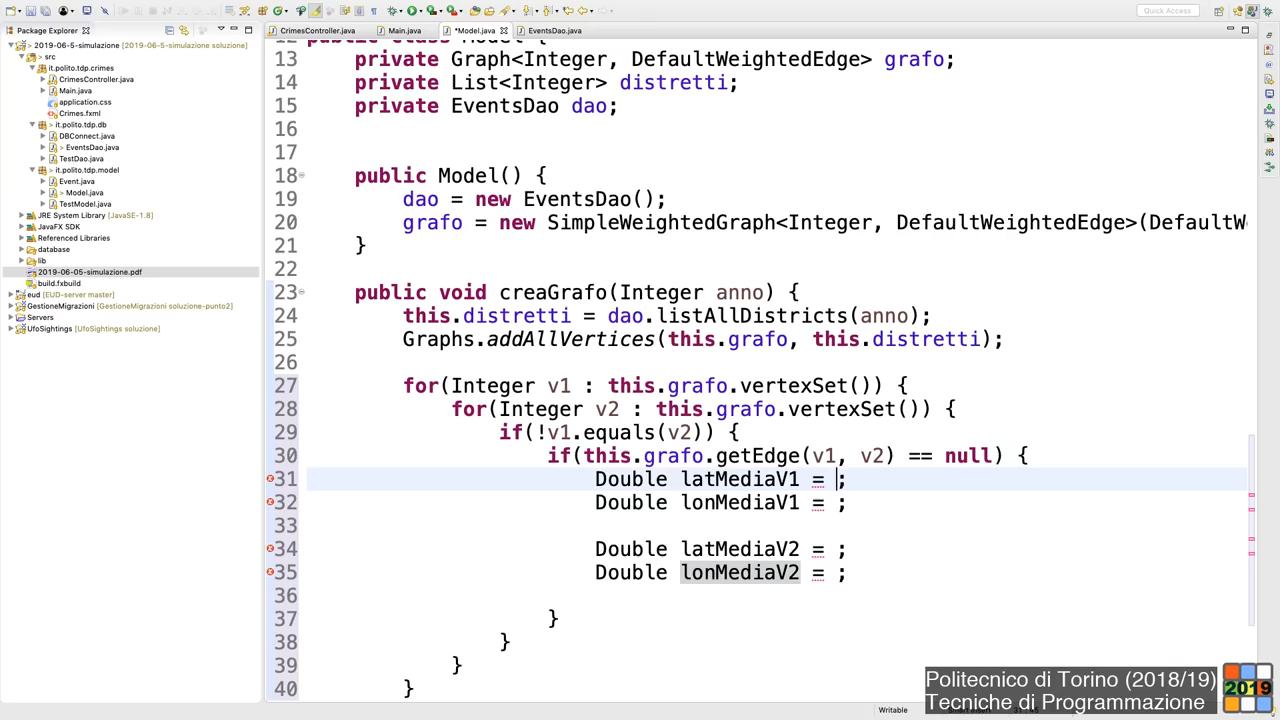 Quick Access
Package Explorer
CrimesController.java
Main.java
*Model.java
EventsDao.java
> 2019-06-5-simulazione [2019-06-05-simulazione soluzione]
> src
it.polito.tdp.crimes
CrimesController.java
Main.java
application.css
Crimes.fxml
> it.polito.tdp.db
DBConnect.java
> EventsDao.java
TestDao.java
> it.polito.tdp.model
Event.java
> Model.java
TestModel.java
JRE System Library [JavaSE-1.8]
JavaFX SDK
Referenced Libraries
database
lib
2019-06-05-simulazione.pdf
build.fxbuild
eud [EUD-server master]
GestioneMigrazioni [GestioneMigrazioni soluzione-punto2]
Servers
UfoSightings [UfoSightings soluzione]
12 public class Model {
13 private Graph<Integer, DefaultWeightedEdge> grafo;
14 private List<Integer> distretti;
15 private EventsDao dao;
16
17
18 public Model() {
19 dao = new EventsDao();
20 grafo = new SimpleWeightedGraph<Integer, DefaultWeightedEdge>(DefaultWe
21 }
22
23 public void creaGrafo(Integer anno) {
24 this.distretti = dao.listAllDistricts(anno);
25 Graphs.addAllVertices(this.grafo, this.distretti);
26
27 for(Integer v1 : this.grafo.vertexSet()) {
28 for(Integer v2 : this.grafo.vertexSet()) {
29 if(!v1.equals(v2)) {
30 if(this.grafo.getEdge(v1, v2) == null) {
31 Double latMediaV1 = ;
32 Double lonMediaV1 = ;
33
34 Double latMediaV2 = ;
35 Double lonMediaV2 = ;
36
37 }
38 }
39 }
40 }
Politecnico di Torino (2018/19)
Tecniche di Programmazione
2019
Writable